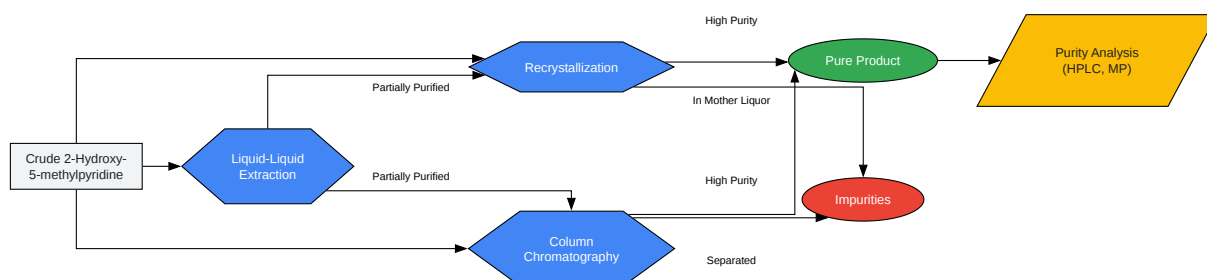 High Purity
Recrystallization
Pure Product
Purity Analysis
(HPLC, MP)
Partially Purified
In Mother Liquor
Crude 2-Hydroxy-
5-methylpyridine
Liquid-Liquid
Extraction
Partially Purified
High Purity
Impurities
Column
Chromatography
Separated